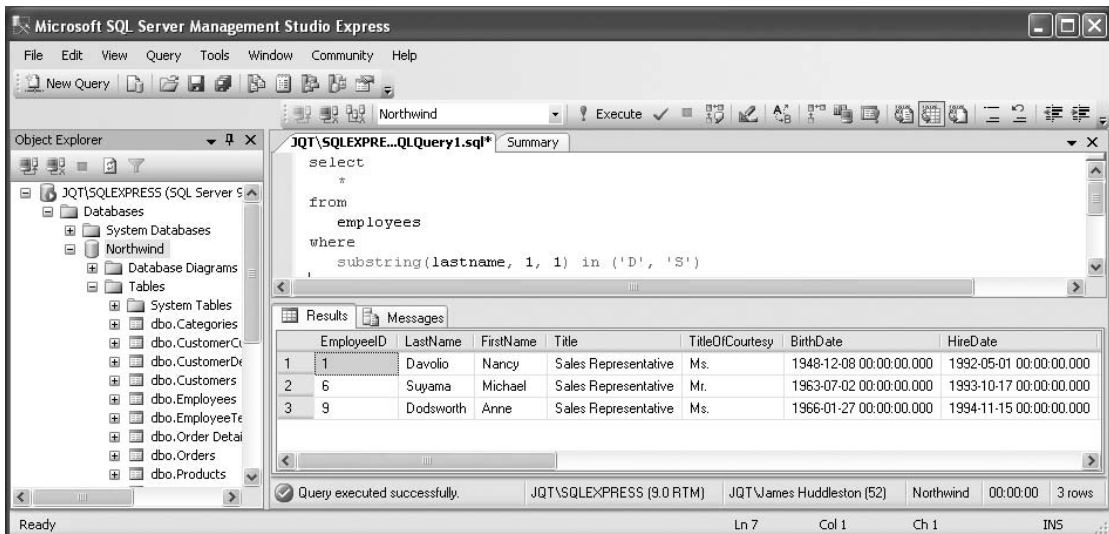 Microsoft SQL Server Management Studio Express
File Edit View Query Tools Window Community Help
New Query
Northwind Execute
Object Explorer
JQT\SQLEXPRESS (SQL Server 9
Databases
System Databases
Northwind
Database Diagrams
Tables
System Tables
dbo.Categories
dbo.CustomerCu
dbo.CustomerDe
dbo.Customers
dbo.Employees
dbo.EmployeeTe
dbo.Order Detai
dbo.Orders
dbo.Products
JQT\SQLEXPRE...QLQuery1.sql* Summary
select
*
from
employees
where
substring(lastname, 1, 1) in ('D', 'S')
Results Messages
EmployeeID LastName FirstName Title TitleOfCourtesy BirthDate HireDate
1 1 Davolio Nancy Sales Representative Ms. 1948-12-08 00:00:00.000 1992-05-01 00:00:00.000
2 6 Suyama Michael Sales Representative Mr. 1963-07-02 00:00:00.000 1993-10-17 00:00:00.000
3 9 Dodsworth Anne Sales Representative Ms. 1966-01-27 00:00:00.000 1994-11-15 00:00:00.000
Query executed successfully. JQT\SQLEXPRESS (9.0 RTM) JQT\James Huddleston (52) Northwind 00:00:00 3 rows
Ready Ln 7 Col 1 Ch 1 INS